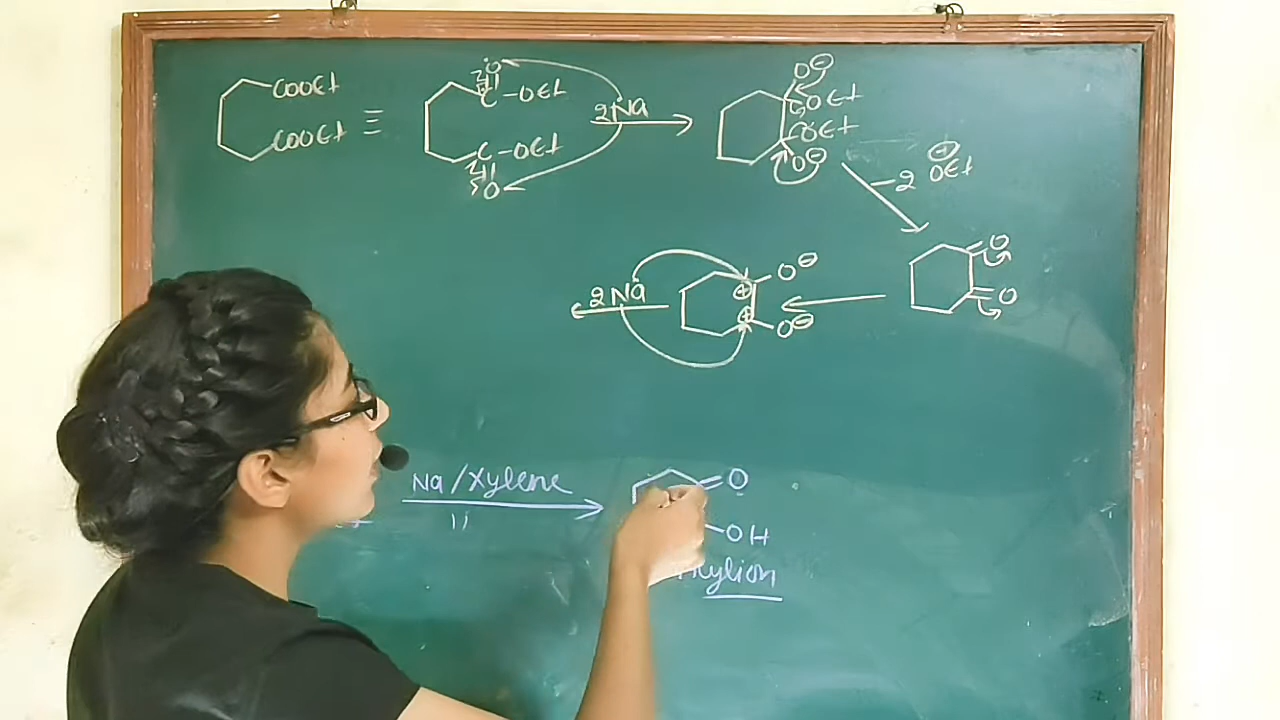 COOEt
COOEt
≡
O
C -OEt
C -OEt
O
2Na
O⊖
OEt
OEt
O⊖
-2 ⊕OEt
O
O
O⊖
⊕
⊕
O⊖
2Na
Na/Xylene
O
OH